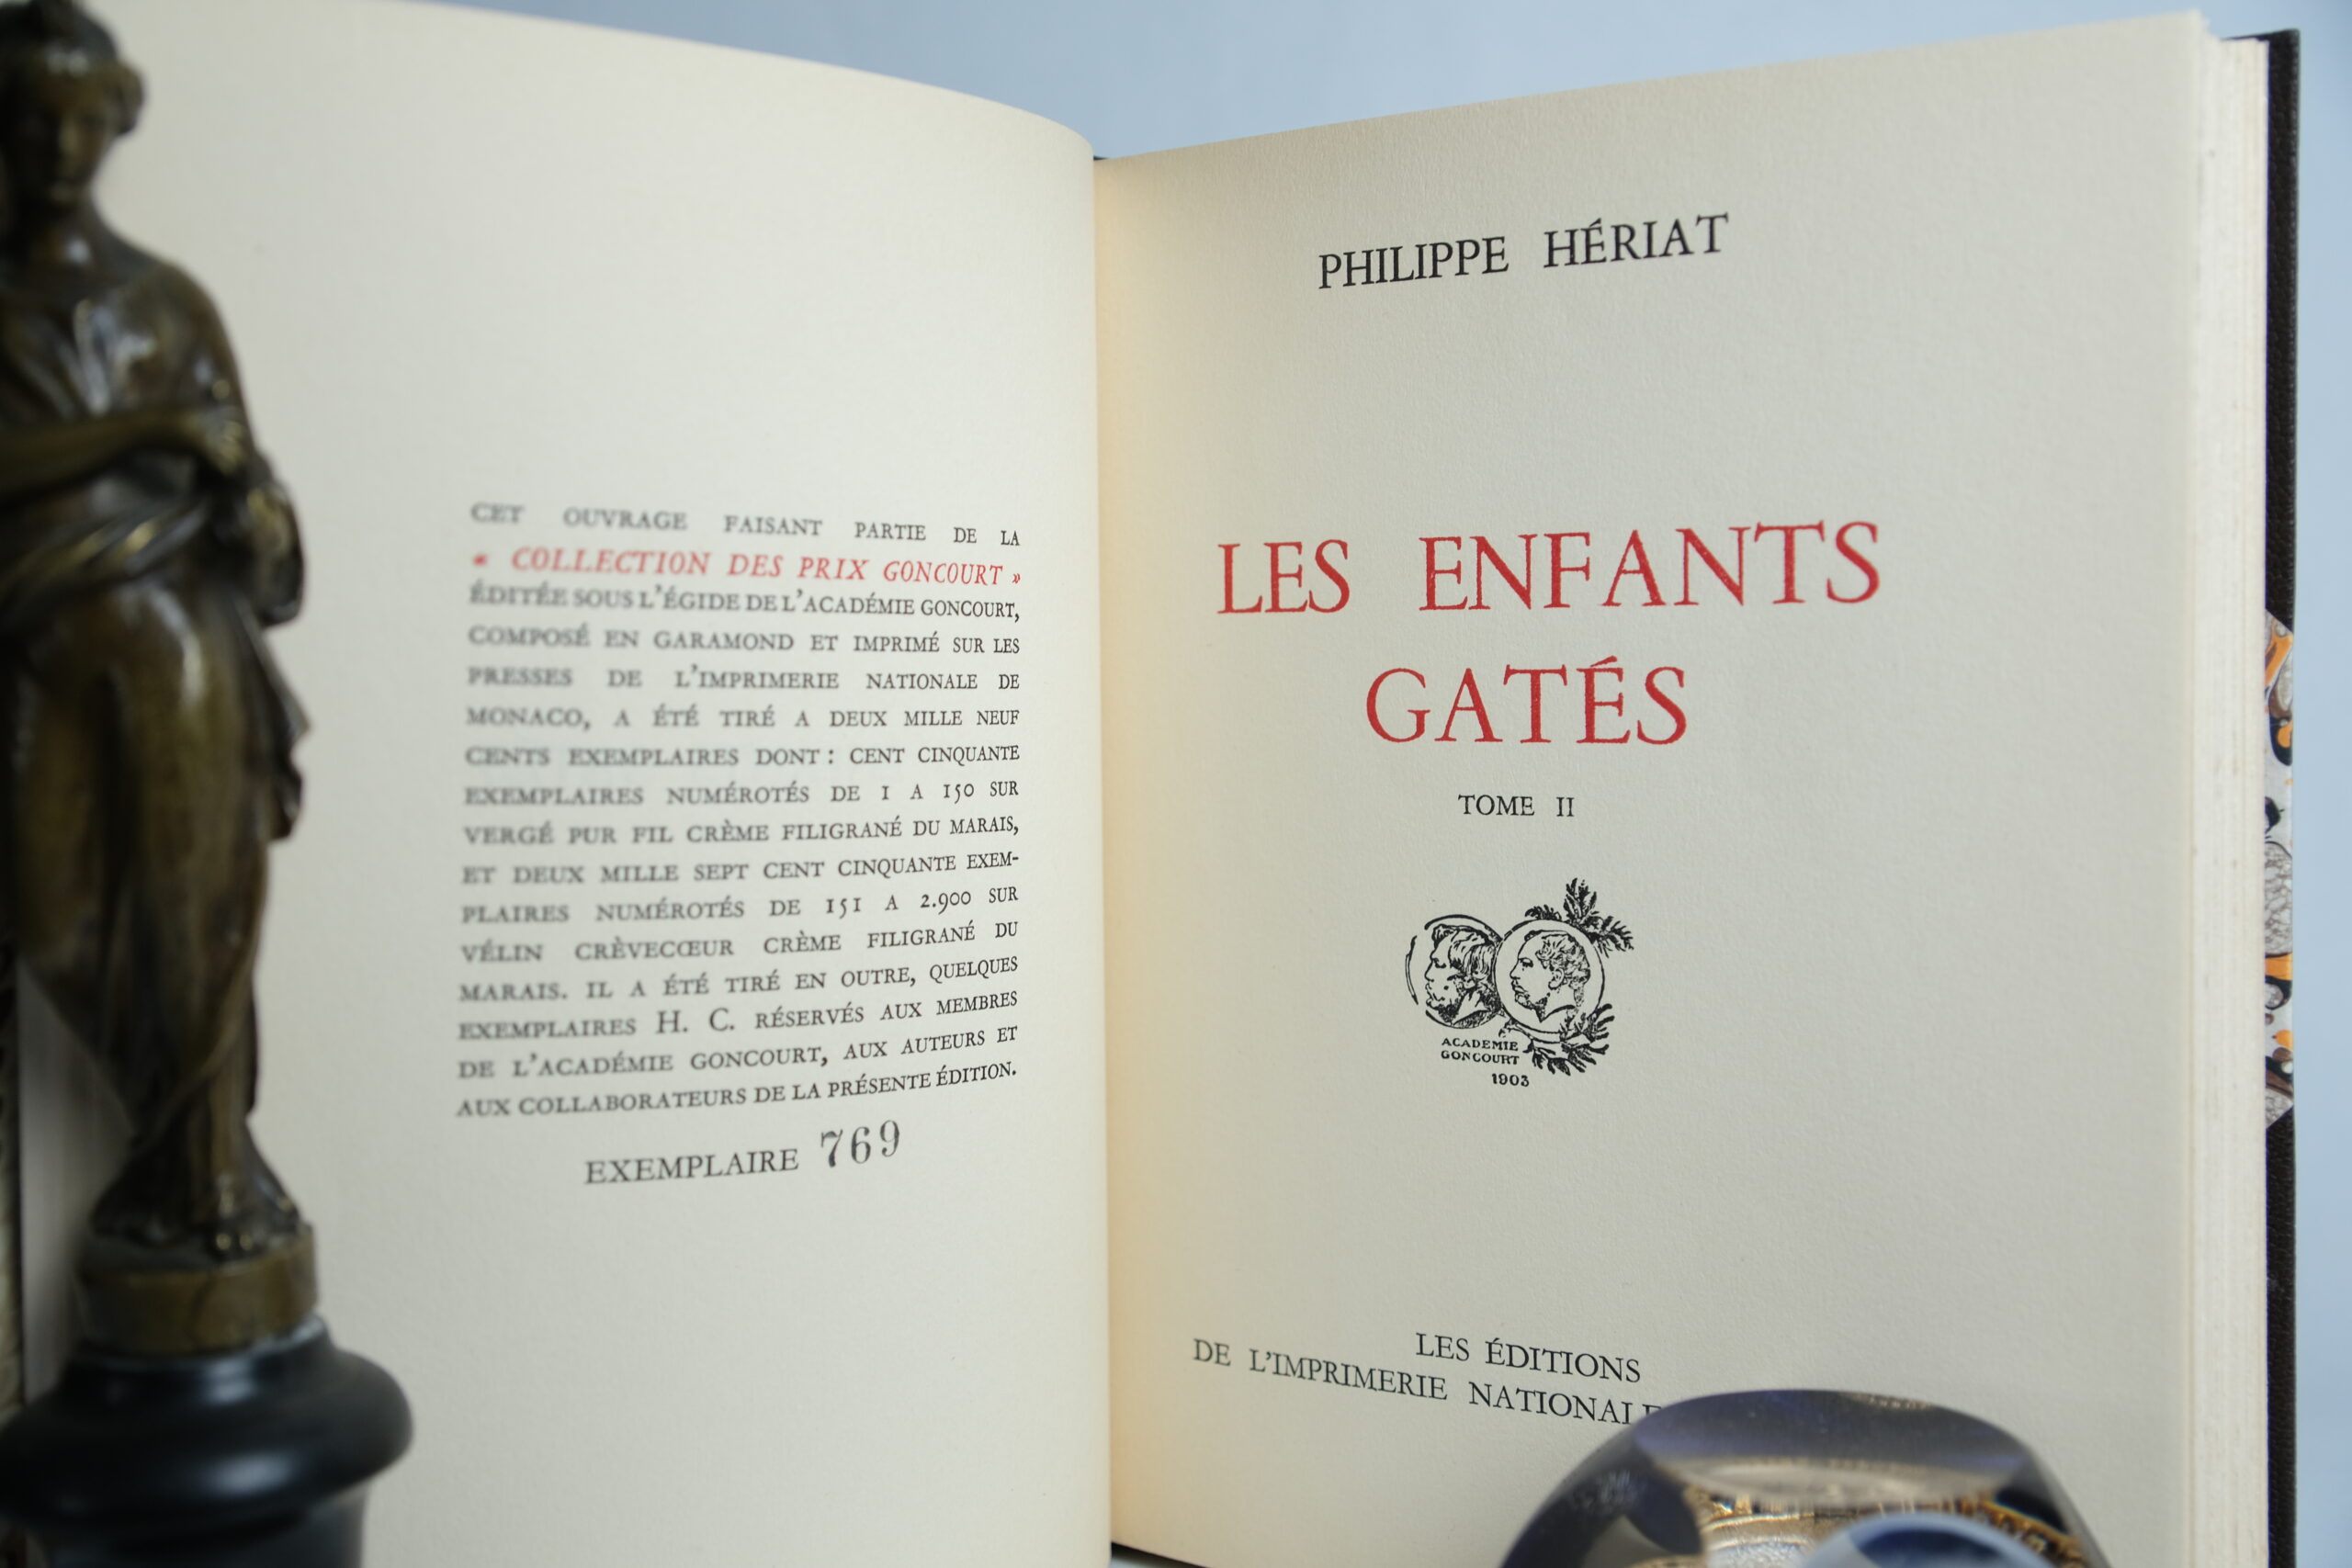 CET OUVRAGE FAISANT PARTIE DE LA
« COLLECTION DES PRIX GONCOURT »
ÉDITÉE SOUS L'ÉGIDE DE L'ACADÉMIE GONCOURT,
COMPOSÉ EN GARAMOND ET IMPRIMÉ SUR LES
PRESSES DE L'IMPRIMERIE NATIONALE DE
MONACO, A ÉTÉ TIRÉ A DEUX MILLE NEUF
CENTS EXEMPLAIRES DONT : CENT CINQUANTE
EXEMPLAIRES NUMÉROTÉS DE 1 A 150 SUR
VERGÉ PUR FIL CRÈME FILIGRANÉ DU MARAIS,
ET DEUX MILLE SEPT CENT CINQUANTE EXEM-
PLAIRES NUMÉROTÉS DE 151 A 2.900 SUR
VÉLIN CRÈVECŒUR CRÈME FILIGRANÉ DU
MARAIS. IL A ÉTÉ TIRÉ EN OUTRE, QUELQUES
EXEMPLAIRES H. C. RÉSERVÉS AUX MEMBRES
DE L'ACADÉMIE GONCOURT, AUX AUTEURS ET
AUX COLLABORATEURS DE LA PRÉSENTE ÉDITION.
EXEMPLAIRE 769
PHILIPPE HÉRIAT
LES ENFANTS
GATÉS
TOME II
ACADEMIE
GONCOURT
1903
LES ÉDITIONS
DE L'IMPRIMERIE NATIONALE